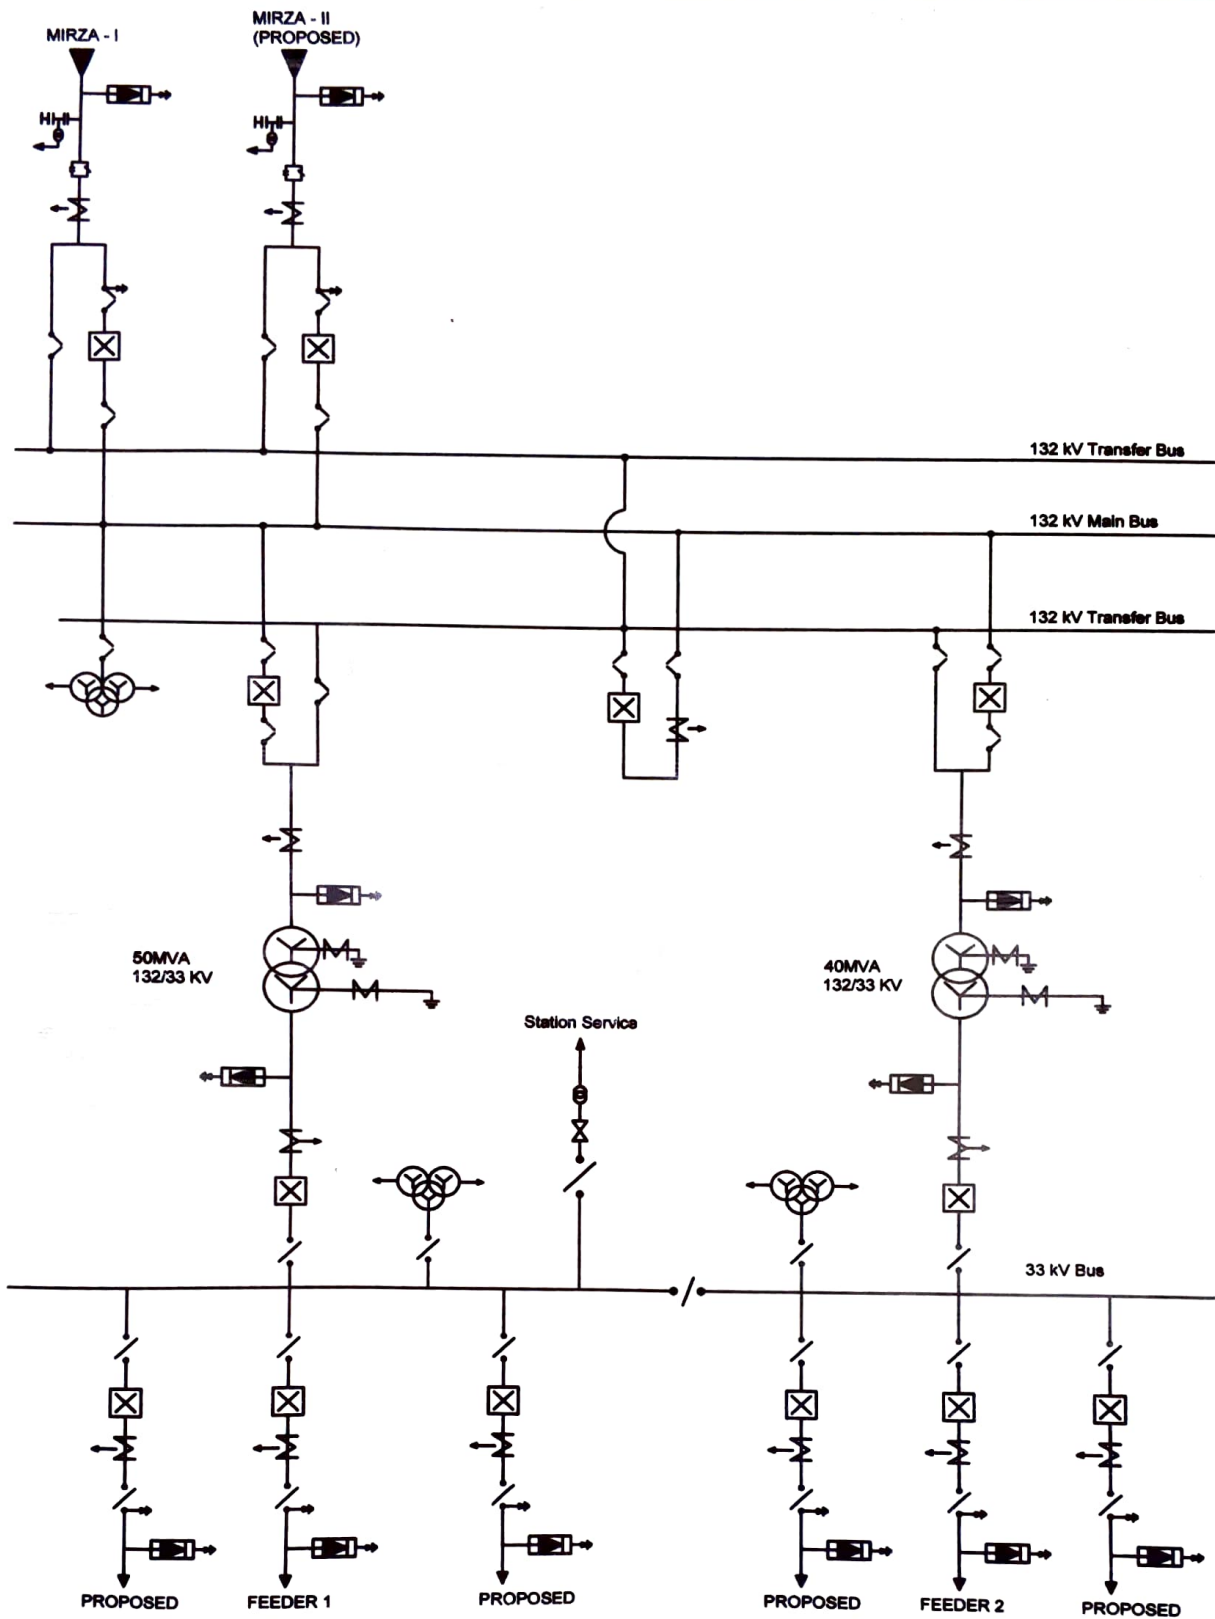 MIRZA - I
MIRZA - II
(PROPOSED)
132 kV Transfer Bus
132 kV Main Bus
132 kV Transfer Bus
50MVA
132/33 KV
40MVA
132/33 KV
Station Service
33 kV Bus
PROPOSED
FEEDER 1
PROPOSED
PROPOSED
FEEDER 2
PROPOSED